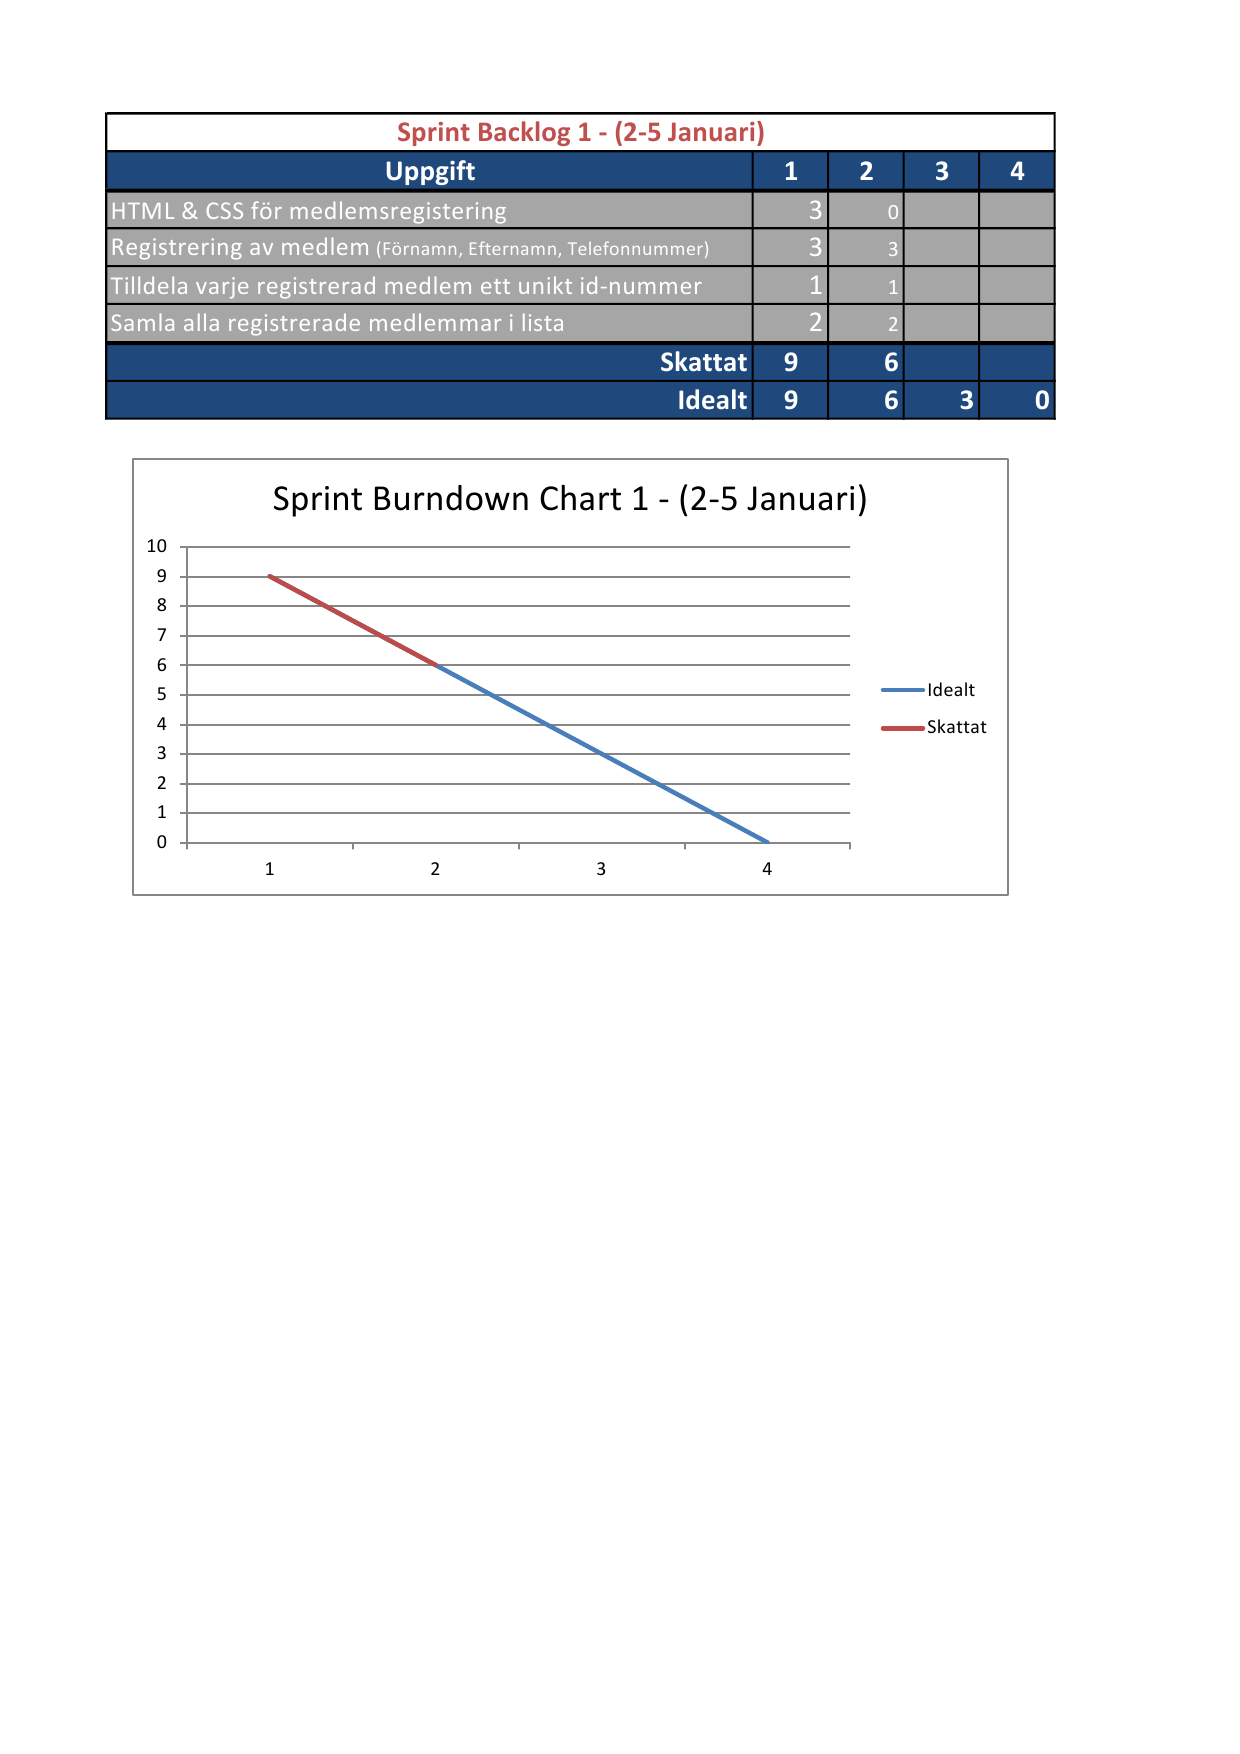 Sprint Backlog 1 - (2-5 Januari)
Uppgift 1 2 3 4
HTML & CSS för medlemsregistering 3 0
Registrering av medlem (Förnamn, Efternamn, Telefonnummer) 3 3
Tilldela varje registrerad medlem ett unikt id-nummer 1 1
Samla alla registrerade medlemmar i lista 2 2
Skattat 9 6
Idealt 9 6 3 0
Sprint Burndown Chart 1 - (2-5 Januari)
10
9
8
7
6
5
4
3
2
1
0
1 2 3 4
Idealt
Skattat